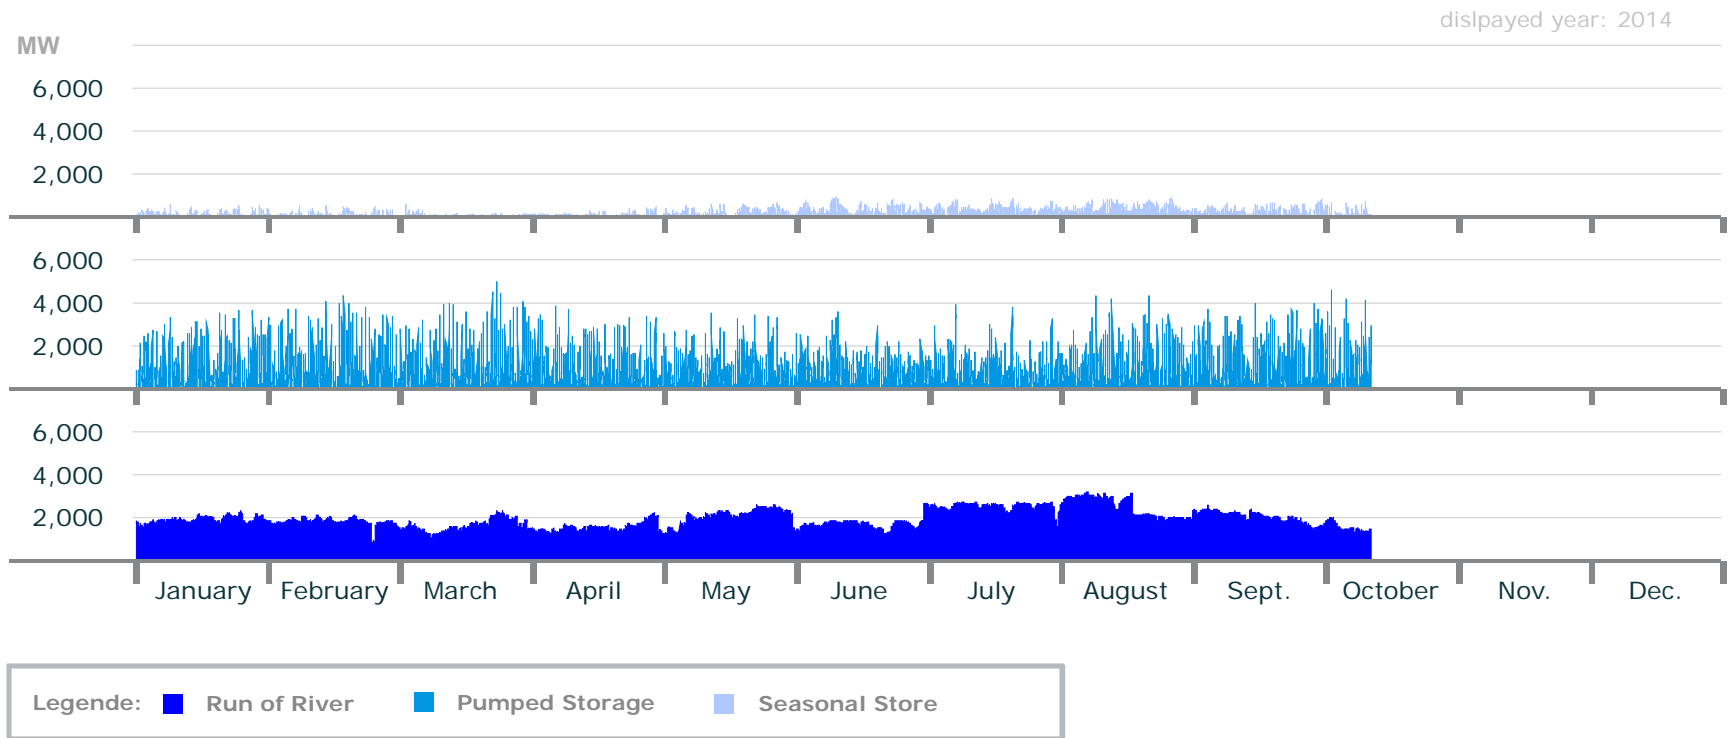 dislpayed year: 2014
MW
6,000
4,000
2,000
6,000
4,000
2,000
6,000
4,000
2,000
January February March April May June July August Sept. October Nov. Dec.
Legende: Run of River Pumped Storage Seasonal Store